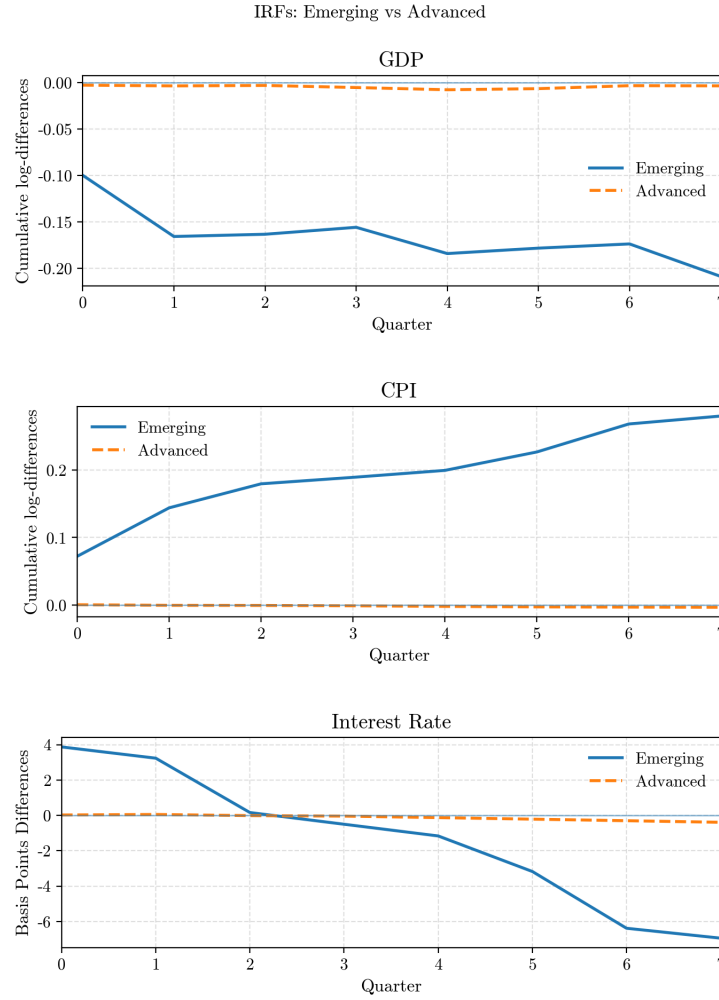 IRFs: Emerging vs Advanced
GDP
Cumulative log-differences
0.00
-0.05
-0.10
-0.15
-0.20
Emerging
Advanced
0 1 2 3 4 5 6 7
Quarter
CPI
Cumulative log-differences
0.2
0.1
0.0
Emerging
Advanced
0 1 2 3 4 5 6 7
Quarter
Interest Rate
Basis Points Differences
4
2
0
-2
-4
-6
Emerging
Advanced
0 1 2 3 4 5 6 7
Quarter